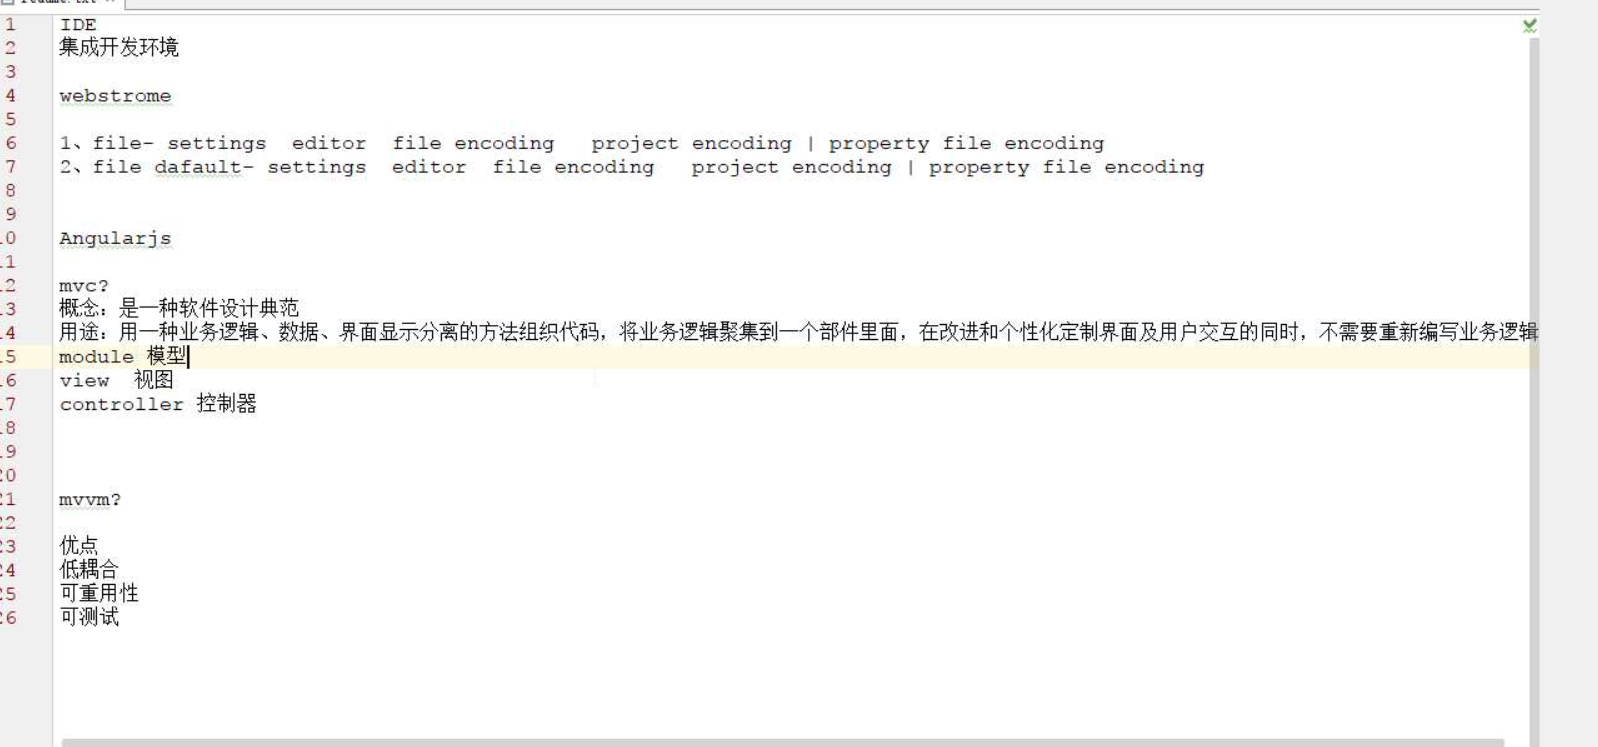 readme.txt
1 IDE
2 集成开发环境
3
4 webstrome
5
6 1、file- settings  editor  file encoding   project encoding | property file encoding
7 2、file dafault- settings  editor  file encoding   project encoding | property file encoding
8
9
10 Angularjs
11
12 mvc?
13 概念：是一种软件设计典范
14 用途：用一种业务逻辑、数据、界面显示分离的方法组织代码，将业务逻辑聚集到一个部件里面，在改进和个性化定制界面及用户交互的同时，不需要重新编写业务逻辑
15 module 模型
16 view  视图
17 controller 控制器
18
19
20
21 mvvm?
22
23 优点
24 低耦合
25 可重用性
26 可测试